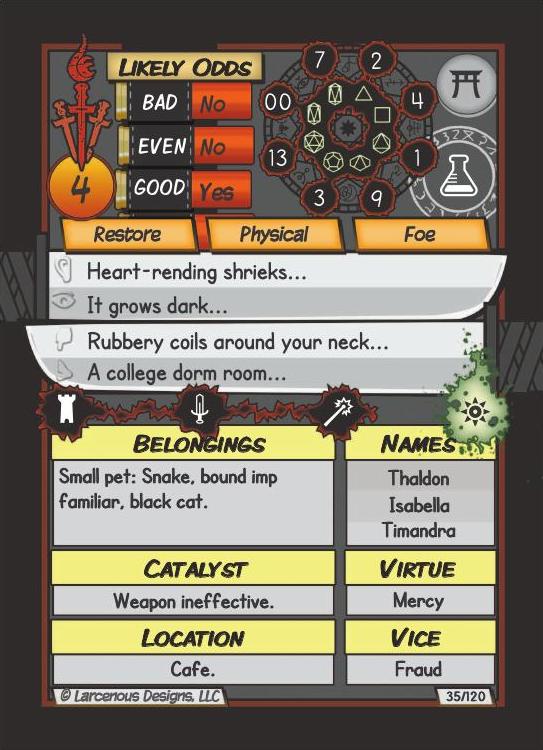 LIKELY ODDS
BAD No
EVEN No
GOOD Yes
4
7
2
00
4
13
1
3
9
Restore Physical Foe
Heart-rending shrieks...
It grows dark...
Rubbery coils around your neck...
A college dorm room...
BELONGINGS
Small pet: Snake, bound imp
familiar, black cat.
NAMES
Thaldon
Isabella
Timandra
CATALYST
Weapon ineffective.
VIRTUE
Mercy
LOCATION
Cafe.
VICE
Fraud
© Larcenous Designs, LLC
35/120